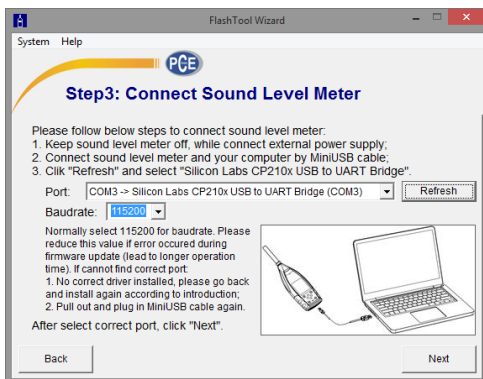 FlashTool Wizard
System Help
PCE
Step3: Connect Sound Level Meter
Please follow below steps to connect sound level meter:
1. Keep sound level meter off, while connect external power supply;
2. Connect sound level meter and your computer by MiniUSB cable;
3. Clik "Refresh" and select "Silicon Labs CP210x USB to UART Bridge".
Port: COM3 -> Silicon Labs CP210x USB to UART Bridge (COM3) Refresh
Baudrate: 115200
Normally select 115200 for baudrate. Please
reduce this value if error occured during
firmware update (lead to longer operation
time). If cannot find correct port:
1. No correct driver installed, please go back
and install again according to introduction;
2. Pull out and plug in MiniUSB cable again.
After select correct port, click "Next".
Back Next